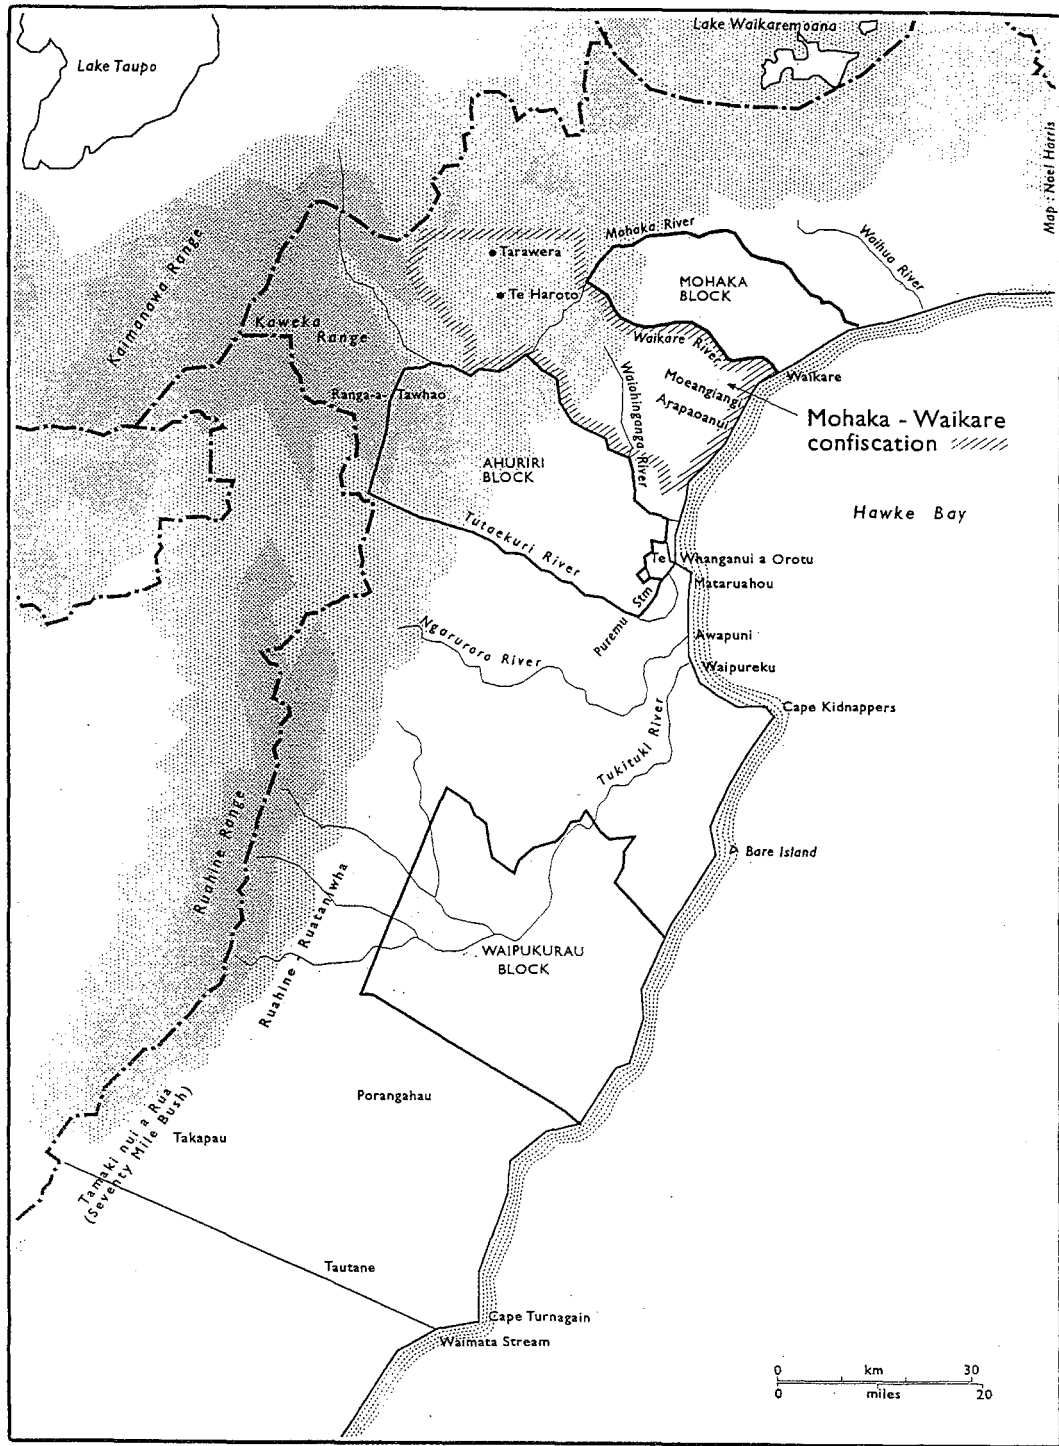 Lake Taupo
Lake Waikaremoana
Map : Noel Harris
Kaimanawa Range
Mohaka River
Waihua River
Tarawera
MOHAKA
BLOCK
Te Haroto
Kaweka
Range
Waikare River
Waikare
Moeangiangi
Arapaoanui
Waiohinganga River
Ranga-a-Tawhao
Mohaka - Waikare
confiscation
AHURIRI
BLOCK
Hawke Bay
Tutaekuri River
Te Whanganui a Orotu
Mataruahou
Puremu Stm
Ngaruroro River
Awapuni
Waipureku
Cape Kidnappers
Tukituki River
Bare Island
Ruahine Range
Ruahine - Ruataniwha
WAIPUKURAU
BLOCK
Porangahau
Tamaki nui a Rua
(Seventy Mile Bush)
Takapau
Tautane
Cape Turnagain
Waimata Stream
0 km 30
0 miles 20